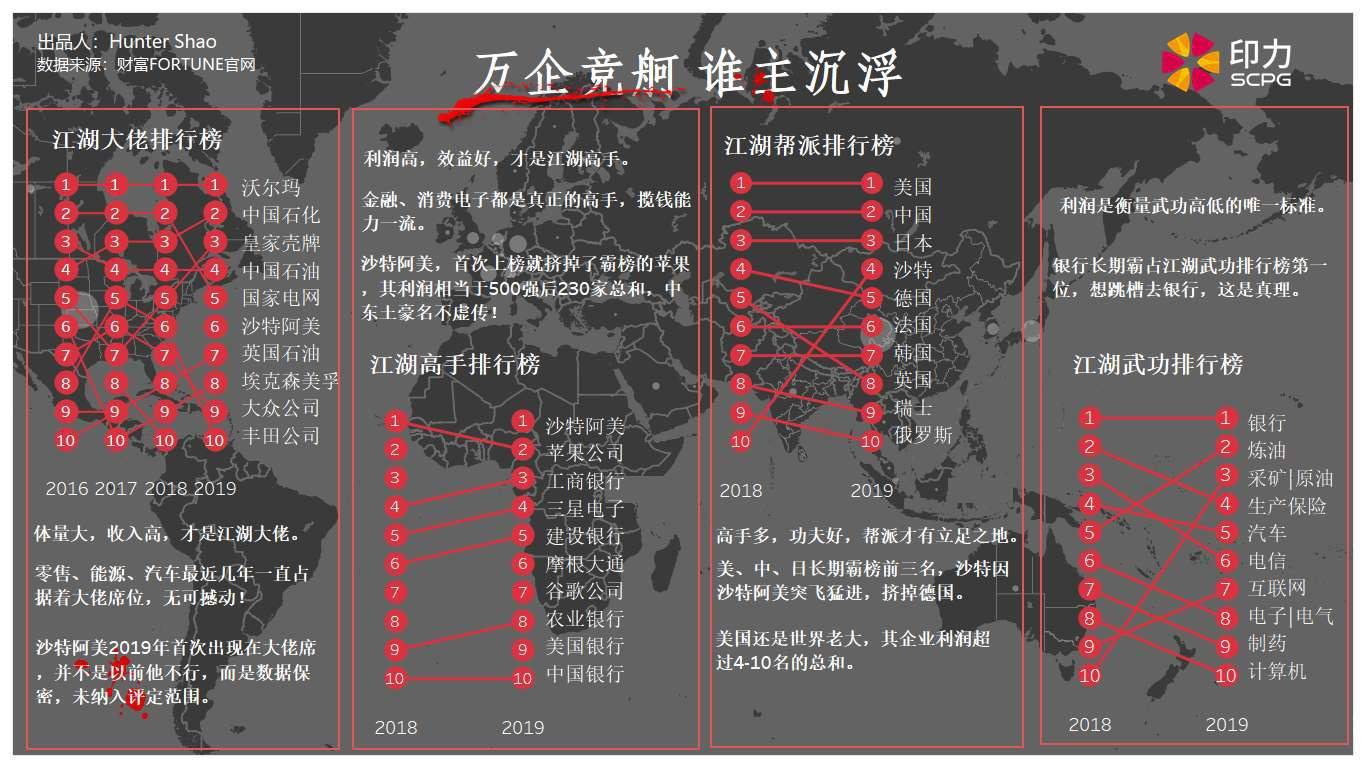 出品人：Hunter Shao
数据来源：财富FORTUNE官网
万企竞舸 谁主沉浮
印力
SCPG
江湖大佬排行榜
1 1 1 1 沃尔玛
2 2 2 2 中国石化
3 3 3 3 皇家壳牌
4 4 4 4 中国石油
5 5 5 5 国家电网
6 6 6 6 沙特阿美
7 7 7 7 英国石油
8 8 8 8 埃克森美孚
9 9 9 9 大众公司
10 10 10 10 丰田公司
2016 2017 2018 2019
体量大，收入高，才是江湖大佬。
零售、能源、汽车最近几年一直占
据着大佬席位，无可撼动！
沙特阿美2019年首次出现在大佬席
，并不是以前他不行，而是数据保
密，未纳入评定范围。
利润高，效益好，才是江湖高手。
金融、消费电子都是真正的高手，揽钱能
力一流。
沙特阿美，首次上榜就挤掉了霸榜的苹果
，其利润相当于500强后230家总和，中
东土豪名不虚传！
江湖高手排行榜
1 1 沙特阿美
2 2 苹果公司
3 3 工商银行
4 4 三星电子
5 5 建设银行
6 6 摩根大通
7 7 谷歌公司
8 8 农业银行
9 9 美国银行
10 10 中国银行
2018 2019
江湖帮派排行榜
1 1 美国
2 2 中国
3 3 日本
4 4 沙特
5 5 德国
6 6 法国
7 7 韩国
8 8 英国
9 9 瑞士
10 10 俄罗斯
2018 2019
高手多，功夫好，帮派才有立足之地。
美、中、日长期霸榜前三名，沙特因
沙特阿美突飞猛进，挤掉德国。
美国还是世界老大，其企业利润超
过4-10名的总和。
利润是衡量武功高低的唯一标准。
银行长期霸占江湖武功排行榜第一
位，想跳槽去银行，这是真理。
江湖武功排行榜
1 1 银行
2 2 炼油
3 3 采矿|原油
4 4 生产保险
5 5 汽车
6 6 电信
7 7 互联网
8 8 电子|电气
9 9 制药
10 10 计算机
2018 2019